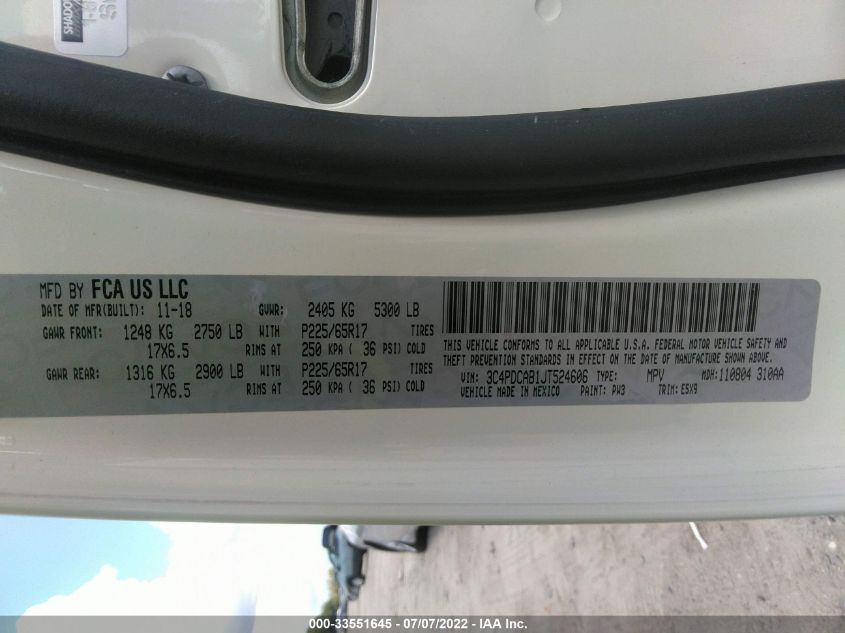 SHADO
MFD BY FCA US LLC
DATE OF MFR(BUILT): 11-18 GVWR: 2405 KG 5300 LB
GAWR FRONT: 1248 KG 2750 LB WITH P225/65R17 TIRES
17X6.5 RIMS AT 250 KPA ( 36 PSI) COLD
GAWR REAR: 1316 KG 2900 LB WITH P225/65R17 TIRES
17X6.5 RIMS AT 250 KPA ( 36 PSI) COLD
THIS VEHICLE CONFORMS TO ALL APPLICABLE U.S.A. FEDERAL MOTOR VEHICLE SAFETY AND
THEFT PREVENTION STANDARDS IN EFFECT ON THE DATE OF MANUFACTURE SHOWN ABOVE.
VIN: 3C4PDCAB1JT524606 TYPE: MPV MDH:110804 310AA
VEHICLE MADE IN MEXICO PAINT: PW3 TRIM:E5X9
000-33551645 - 07/07/2022 - IAA Inc.